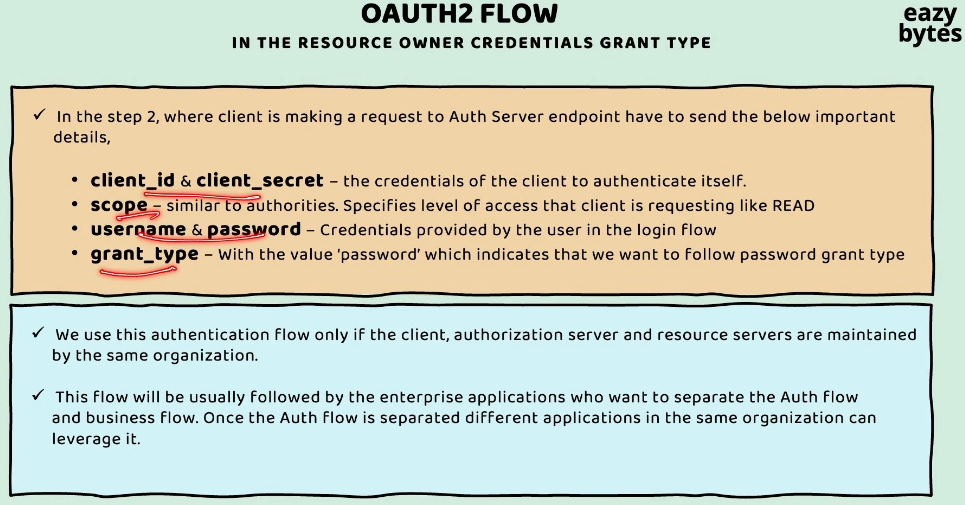 OAUTH2 FLOW
eazy
bytes
IN THE RESOURCE OWNER CREDENTIALS GRANT TYPE
✓ In the step 2, where client is making a request to Auth Server endpoint have to send the below important
details,
• client_id & client_secret – the credentials of the client to authenticate itself.
• scope – similar to authorities. Specifies level of access that client is requesting like READ
• username & password – Credentials provided by the user in the login flow
• grant_type – With the value ‘password’ which indicates that we want to follow password grant type
✓ We use this authentication flow only if the client, authorization server and resource servers are maintained
by the same organization.
✓ This flow will be usually followed by the enterprise applications who want to separate the Auth flow
and business flow. Once the Auth flow is separated different applications in the same organization can
leverage it.